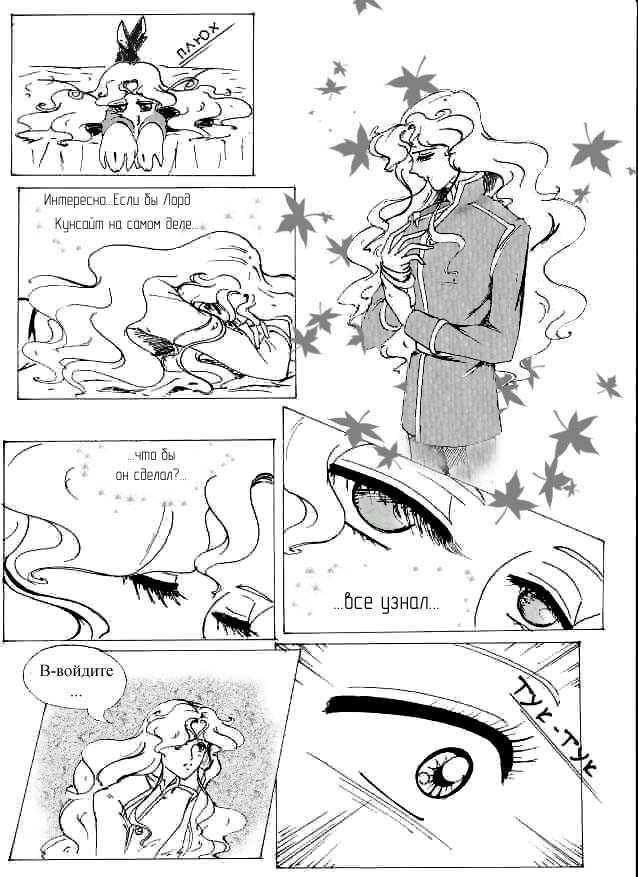 ПЛЮХ
Интересно..Если бы Лорд
Кунсайт на самом деле...
...все узнал...
...что бы
он сделал?...
ТУК-ТУК
В-войдите
...